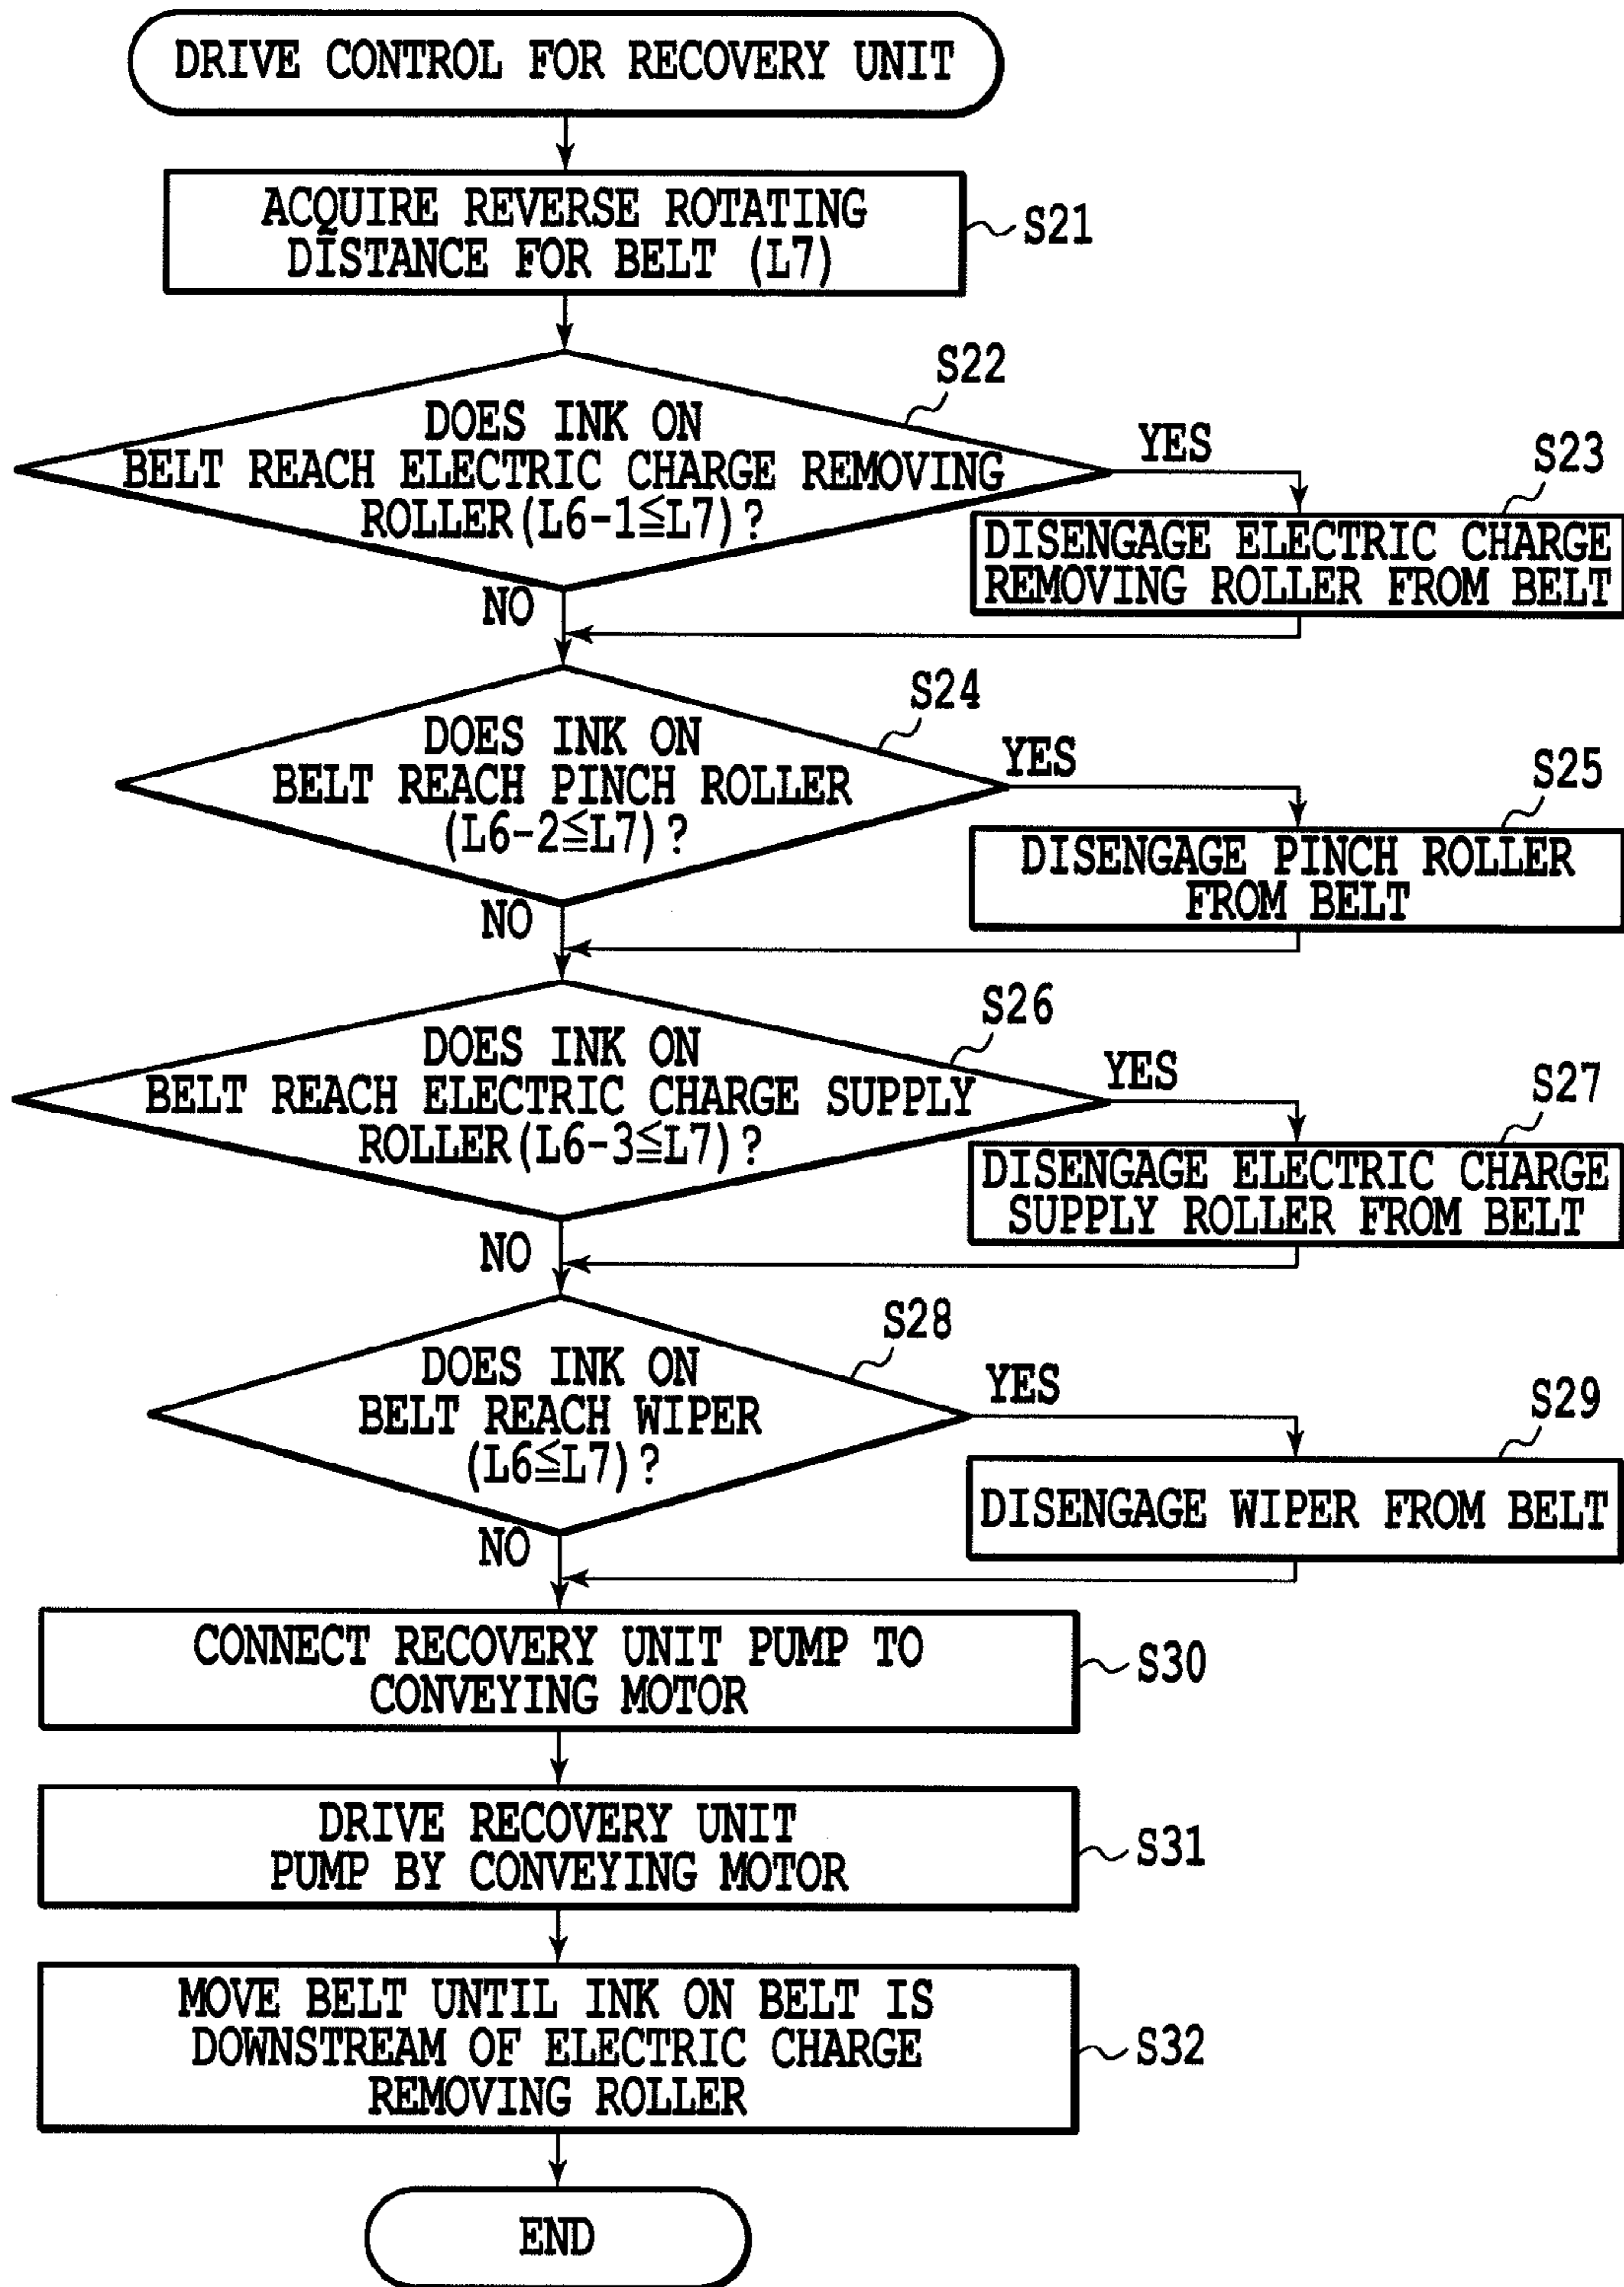 DRIVE CONTROL FOR RECOVERY UNIT
ACQUIRE REVERSE ROTATING
DISTANCE FOR BELT (L7)
S21
S22
DOES INK ON
BELT REACH ELECTRIC CHARGE REMOVING
ROLLER(L6-1≦L7)?
YES
S23
DISENGAGE ELECTRIC CHARGE
REMOVING ROLLER FROM BELT
NO
S24
DOES INK ON
BELT REACH PINCH ROLLER
(L6-2≦L7)?
YES
S25
DISENGAGE PINCH ROLLER
FROM BELT
NO
S26
DOES INK ON
BELT REACH ELECTRIC CHARGE SUPPLY
ROLLER(L6-3≦L7)?
YES
S27
DISENGAGE ELECTRIC CHARGE
SUPPLY ROLLER FROM BELT
NO
S28
DOES INK ON
BELT REACH WIPER
(L6≦L7)?
YES
S29
DISENGAGE WIPER FROM BELT
NO
CONNECT RECOVERY UNIT PUMP TO
CONVEYING MOTOR
S30
DRIVE RECOVERY UNIT
PUMP BY CONVEYING MOTOR
S31
MOVE BELT UNTIL INK ON BELT IS
DOWNSTREAM OF ELECTRIC CHARGE
REMOVING ROLLER
S32
END